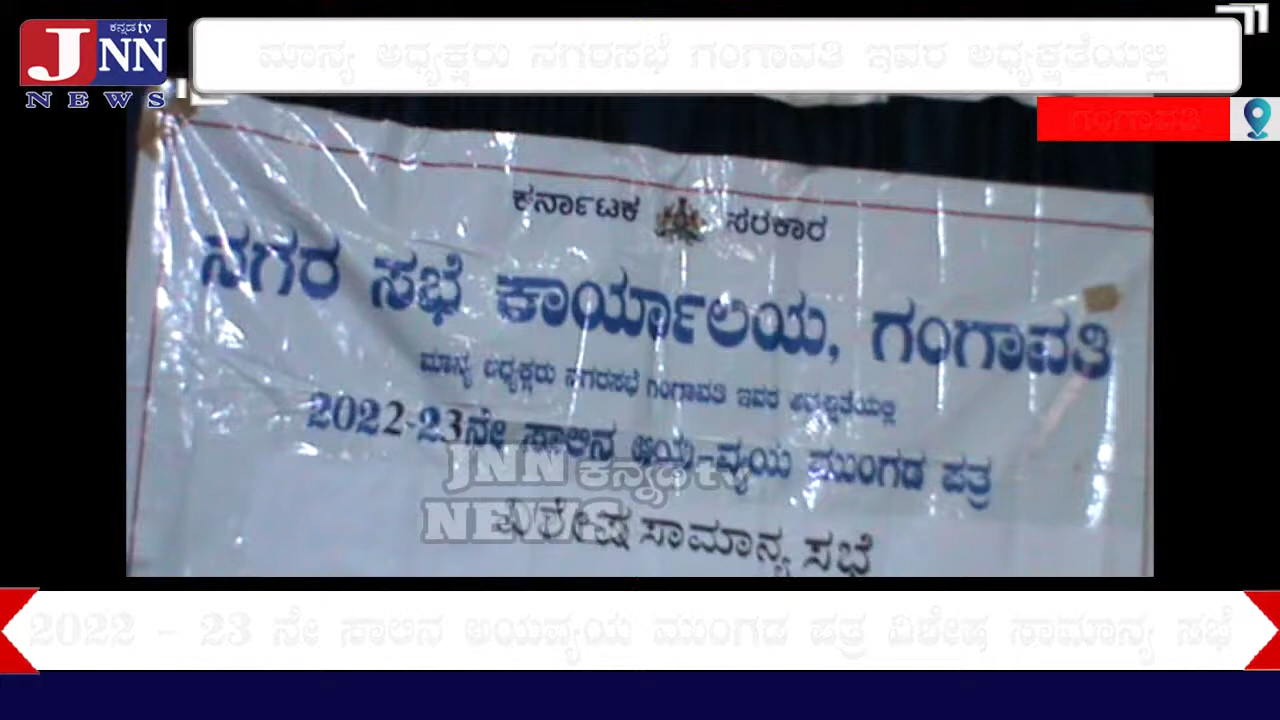 ಕನ್ನಡ tv
JNN
NEWS
ಮಾನ್ಯ ಅಧ್ಯಕ್ಷರು ನಗರಸಭೆ ಗಂಗಾವತಿ ಇವರ ಅಧ್ಯಕ್ಷತೆಯಲ್ಲಿ
ಗಂಗಾವತಿ
ಕರ್ನಾಟಕ ಸರಕಾರ
ನಗರ ಸಭೆ ಕಾರ್ಯಾಲಯ, ಗಂಗಾವತಿ
ಮಾನ್ಯ ಅಧ್ಯಕ್ಷರು ನಗರಸಭೆ ಗಂಗಾವತಿ ಇವರ ಅಧ್ಯಕ್ಷತೆಯಲ್ಲಿ
2022-23ನೇ ಸಾಲಿನ ಆಯ-ವ್ಯಯ ಮುಂಗಡ ಪತ್ರ
JNN ಕನ್ನಡ tv
NEWS
ವಿಶೇಷ ಸಾಮಾನ್ಯ ಸಭೆ
2022 - 23 ನೇ ಸಾಲಿನ ಅಯವ್ಯಯ ಮುಂಗಡ ಪತ್ರ ವಿಶೇಷ ಸಾಮಾನ್ಯ ಸಭೆ